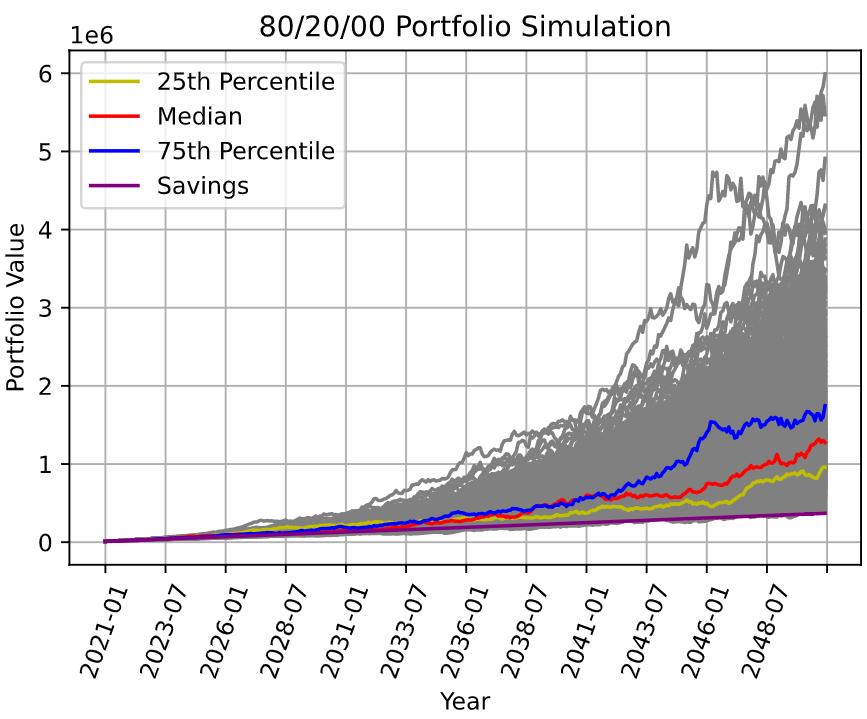 80/20/00 Portfolio Simulation
1e6
25th Percentile
Median
75th Percentile
Savings
6
5
4
3
2
1
0
Portfolio Value
2021-01
2023-07
2026-01
2028-07
2031-01
2033-07
2036-01
2038-07
2041-01
2043-07
2046-01
2048-07
Year